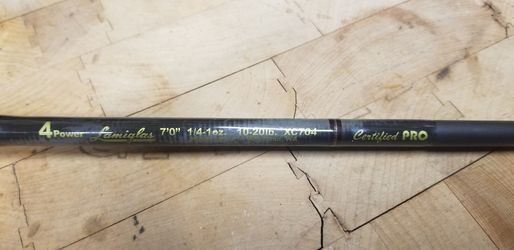 4 Power Lamiglas 7'0" 1/4-1oz. 10-20lb. XC704 Certified PRO